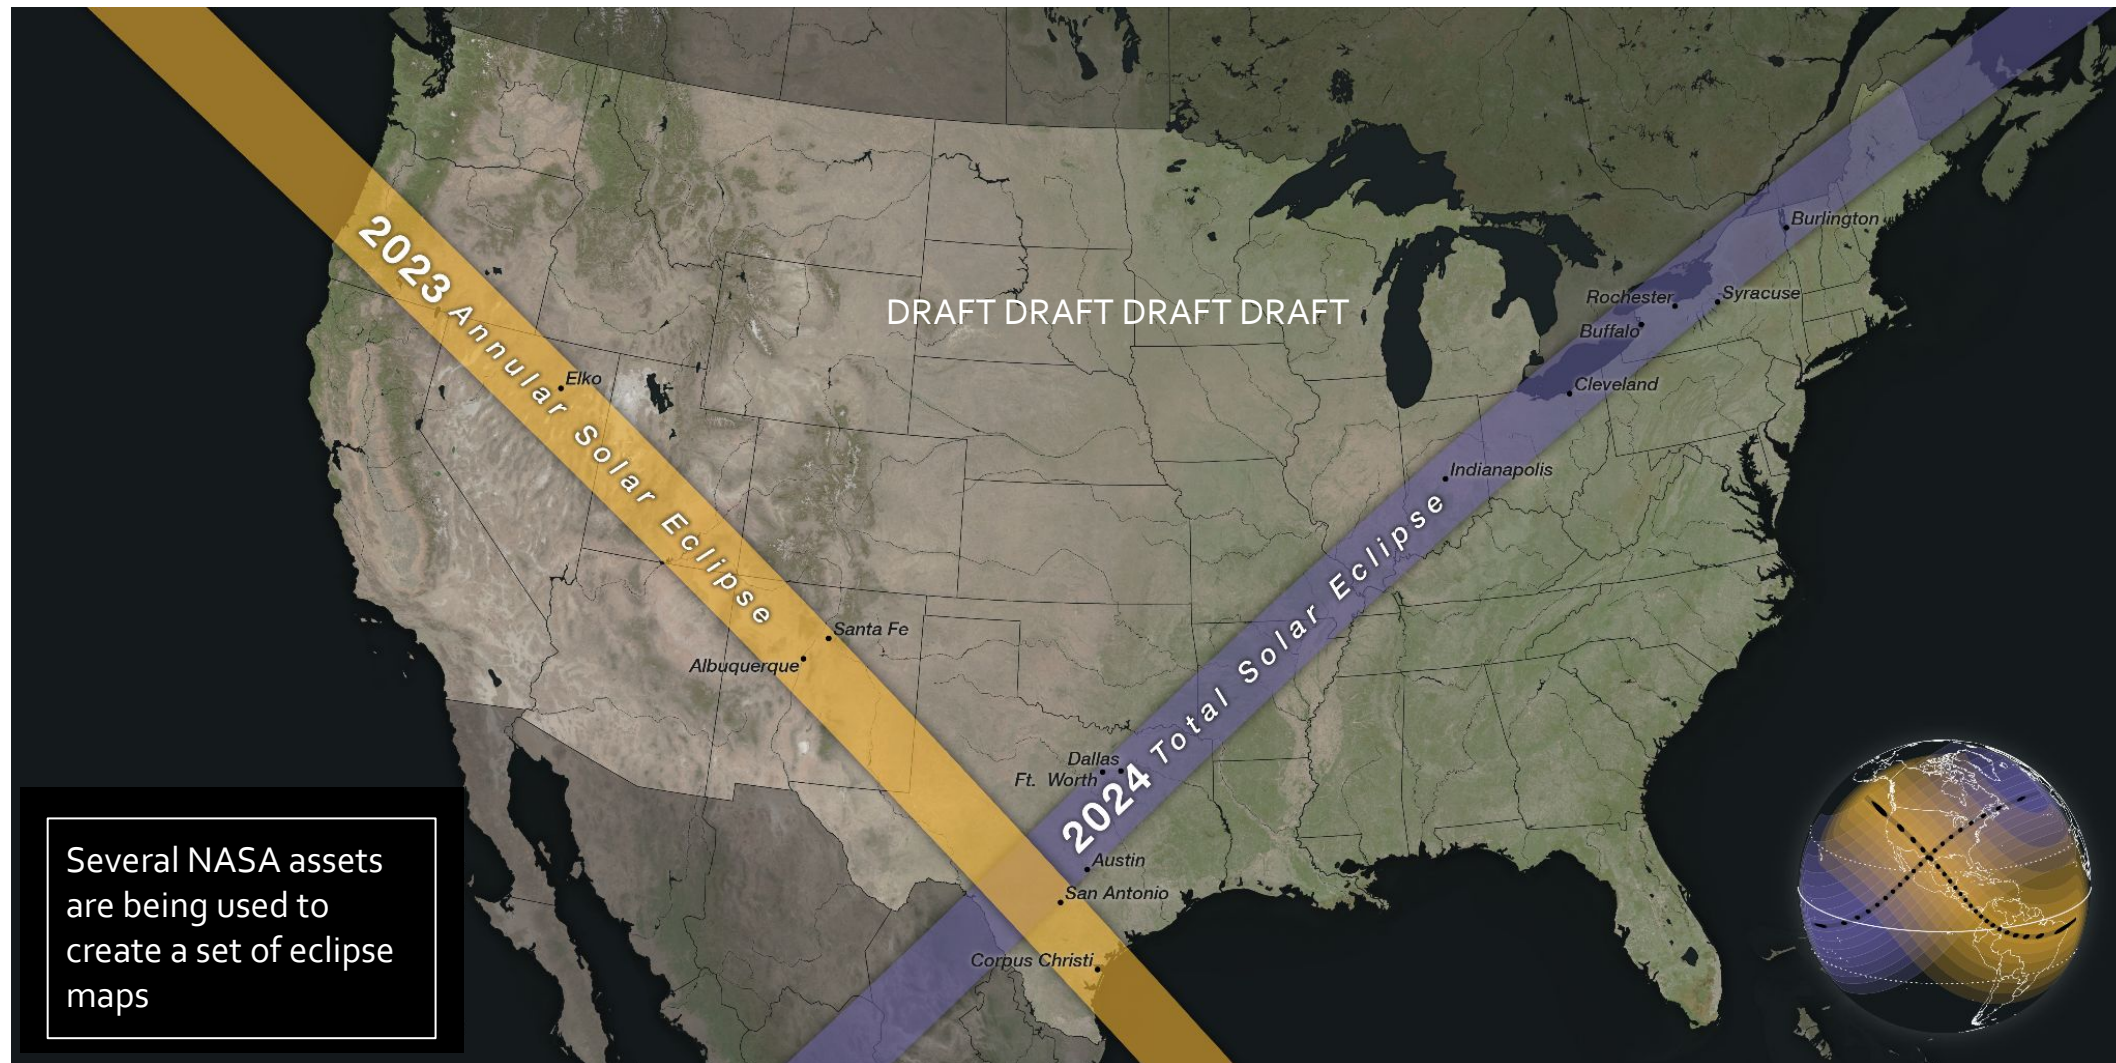 2023 Annular Solar Eclipse
DRAFT DRAFT DRAFT DRAFT
Burlington
Rochester
Syracuse
Buffalo
Elko
Cleveland
Indianapolis
Santa Fe
Albuquerque
2024 Total Solar Eclipse
Dallas
Ft. Worth
Austin
San Antonio
Corpus Christi
Several NASA assets
are being used to
create a set of eclipse
maps